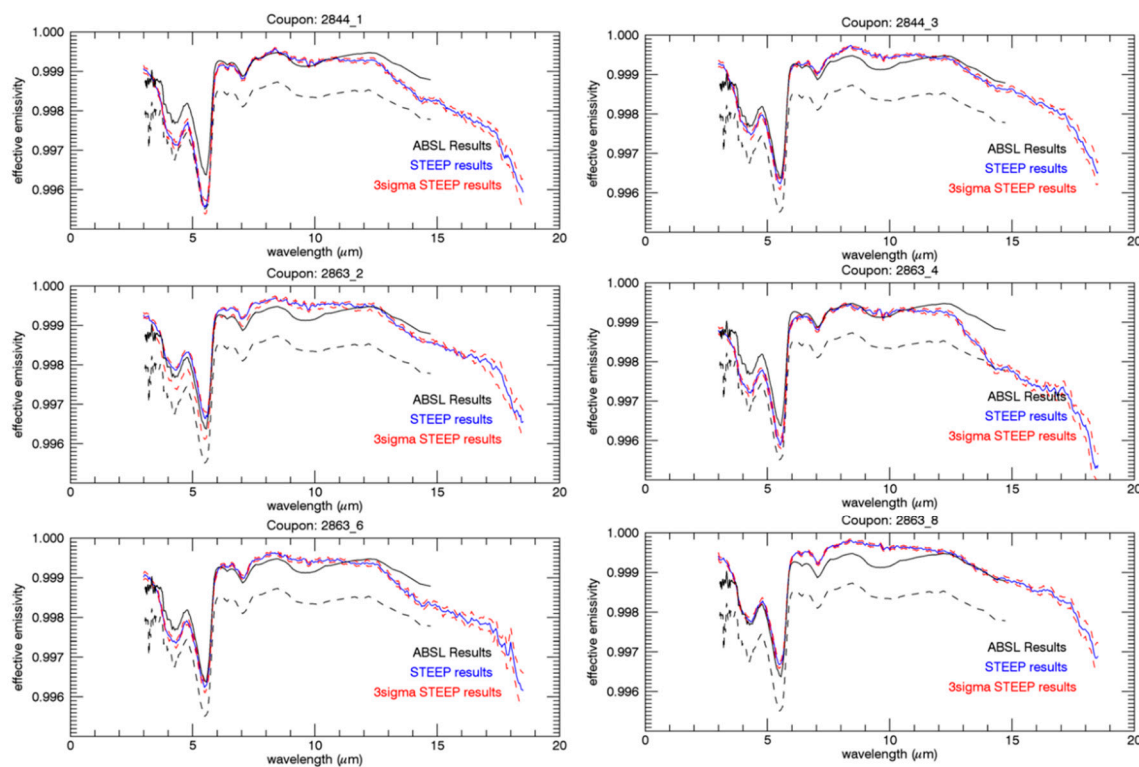 Coupon: 2844_1
1.000
0.999
0.998
0.997
0.996
effective emissivity
ABSL Results
STEEP results
3sigma STEEP results
0 5 10 15 20
wavelength (μm)
Coupon: 2844_3
1.000
0.999
0.998
0.997
0.996
effective emissivity
ABSL Results
STEEP results
3sigma STEEP results
0 5 10 15 20
wavelength (μm)
Coupon: 2863_2
1.000
0.999
0.998
0.997
0.996
effective emissivity
ABSL Results
STEEP results
3sigma STEEP results
0 5 10 15 20
wavelength (μm)
Coupon: 2863_4
1.000
0.999
0.998
0.997
0.996
effective emissivity
ABSL Results
STEEP results
3sigma STEEP results
0 5 10 15 20
wavelength (μm)
Coupon: 2863_6
1.000
0.999
0.998
0.997
0.996
effective emissivity
ABSL Results
STEEP results
3sigma STEEP results
0 5 10 15 20
wavelength (μm)
Coupon: 2863_8
1.000
0.999
0.998
0.997
0.996
effective emissivity
ABSL Results
STEEP results
3sigma STEEP results
0 5 10 15 20
wavelength (μm)